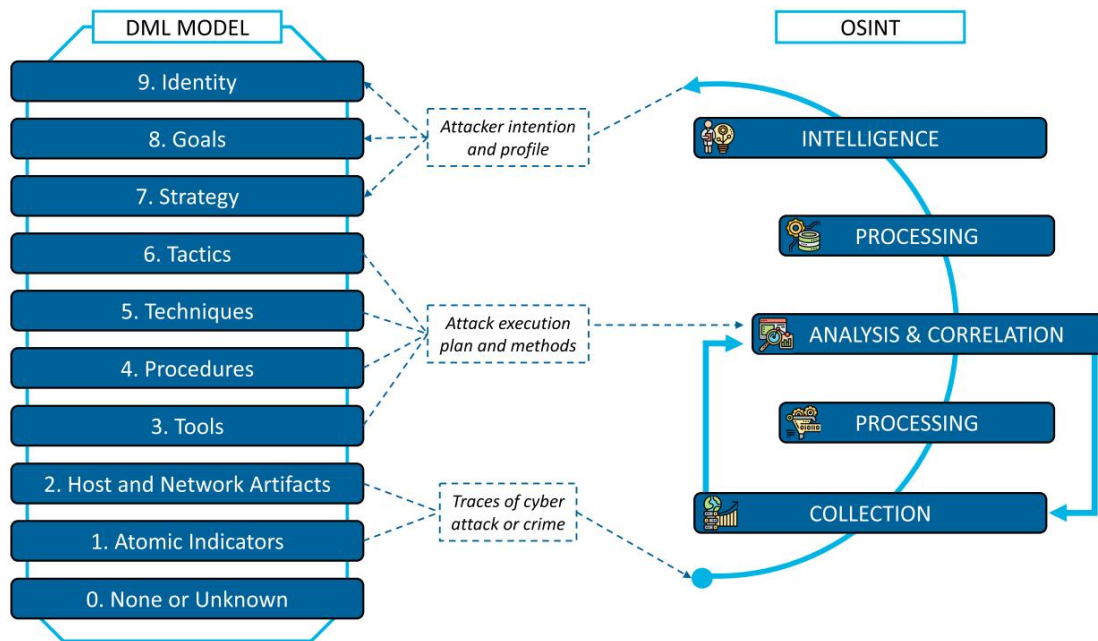 DML MODEL
9. Identity
8. Goals
7. Strategy
6. Tactics
5. Techniques
4. Procedures
3. Tools
2. Host and Network Artifacts
1. Atomic Indicators
0. None or Unknown
Attacker intention
and profile
Attack execution
plan and methods
Traces of cyber
attack or crime
OSINT
INTELLIGENCE
PROCESSING
ANALYSIS & CORRELATION
PROCESSING
COLLECTION